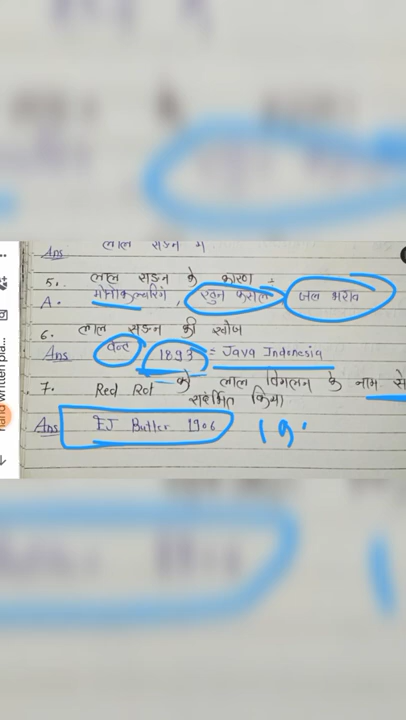 Ans लाल सड़न में
5. लाल सड़न के कारण :-
A. मोनोकल्चरिंग, रतुन फसल, जल भराव
6. लाल सड़न की खोज
Ans वेन्ट 1893 = Java Indonesia
7. Red Rot को लाल विगलन के नाम से
संबोधित किया)
Ans EJ Butler 1906 19